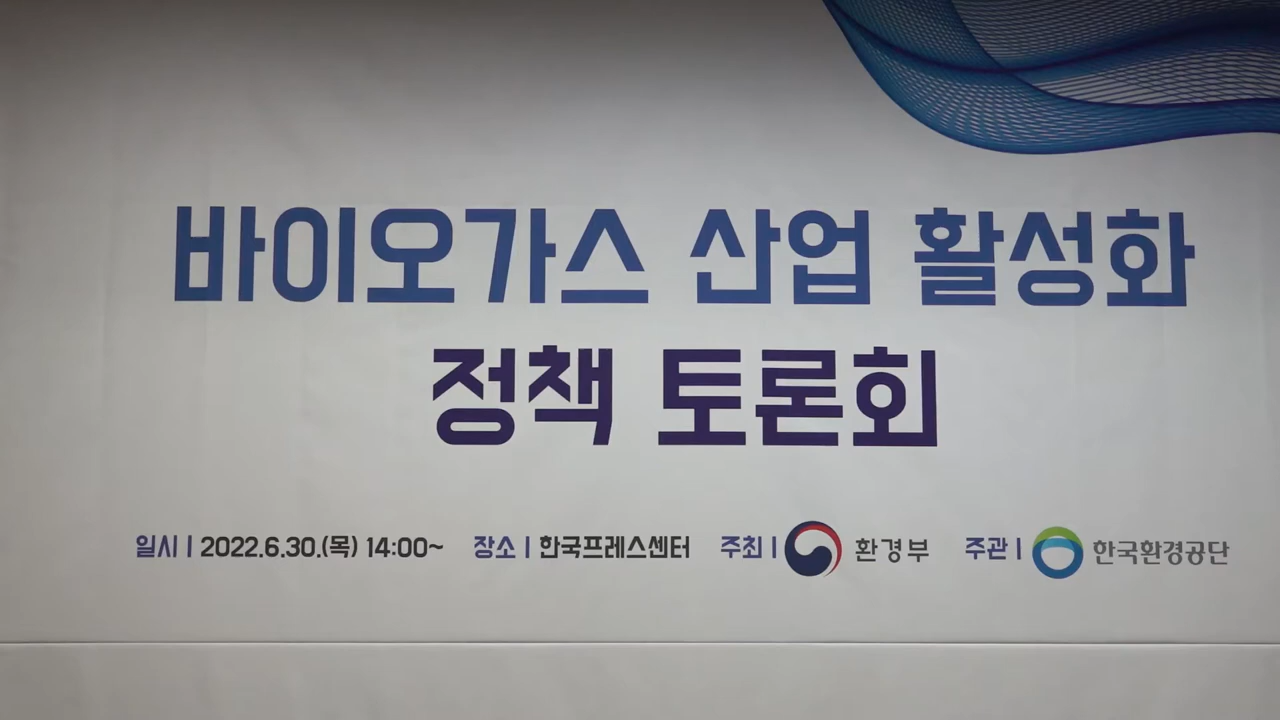 바이오가스 산업 활성화
정책 토론회
일시 | 2022.6.30.(목) 14:00~ 장소 | 한국프레스센터 주최 | 환경부 주관 | 한국환경공단